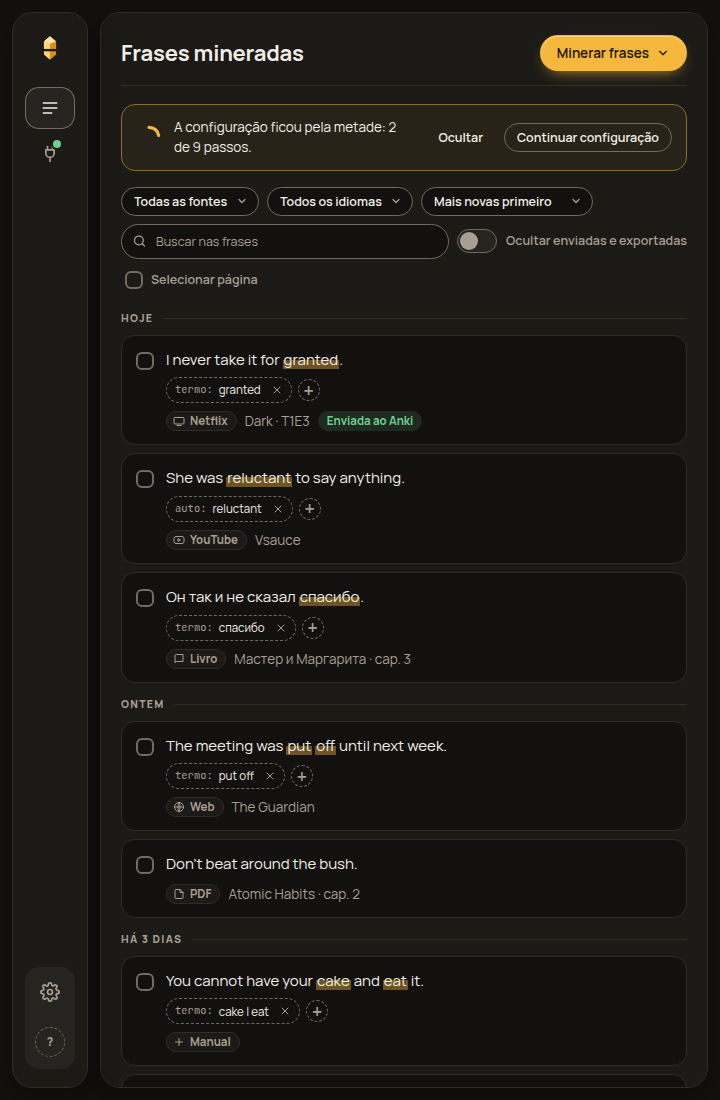 Frases mineradas
Minerar frases
A configuração ficou pela metade: 2
de 9 passos.
Ocultar
Continuar configuração
Todas as fontes
Todos os idiomas
Mais novas primeiro
Buscar nas frases
Ocultar enviadas e exportadas
Selecionar página
HOJE
I never take it for granted.
termo: granted
Netflix Dark · T1E3 Enviada ao Anki
She was reluctant to say anything.
auto: reluctant
YouTube Vsauce
Он так и не сказал спасибо.
termo: спасибо
Livro Мастер и Маргарита · cap. 3
ONTEM
The meeting was put off until next week.
termo: put off
Web The Guardian
Don't beat around the bush.
PDF Atomic Habits · cap. 2
HÁ 3 DIAS
You cannot have your cake and eat it.
termo: cake | eat
Manual
?